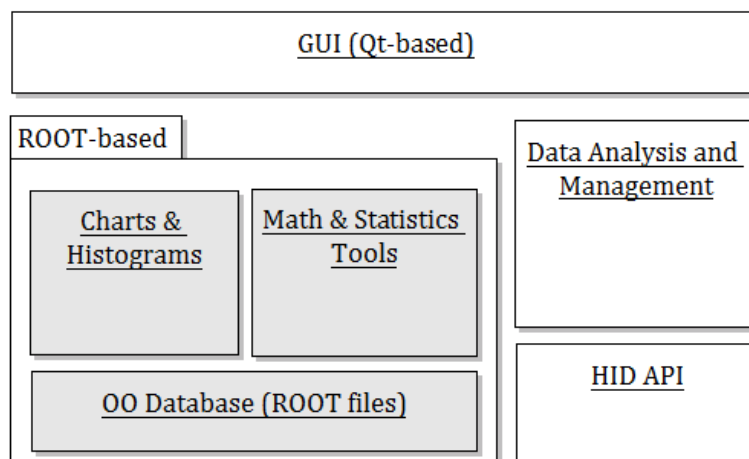 GUI (Qt-based)
ROOT-based
Charts &
Histograms
Math & Statistics
Tools
OO Database (ROOT files)
Data Analysis and
Management
HID API